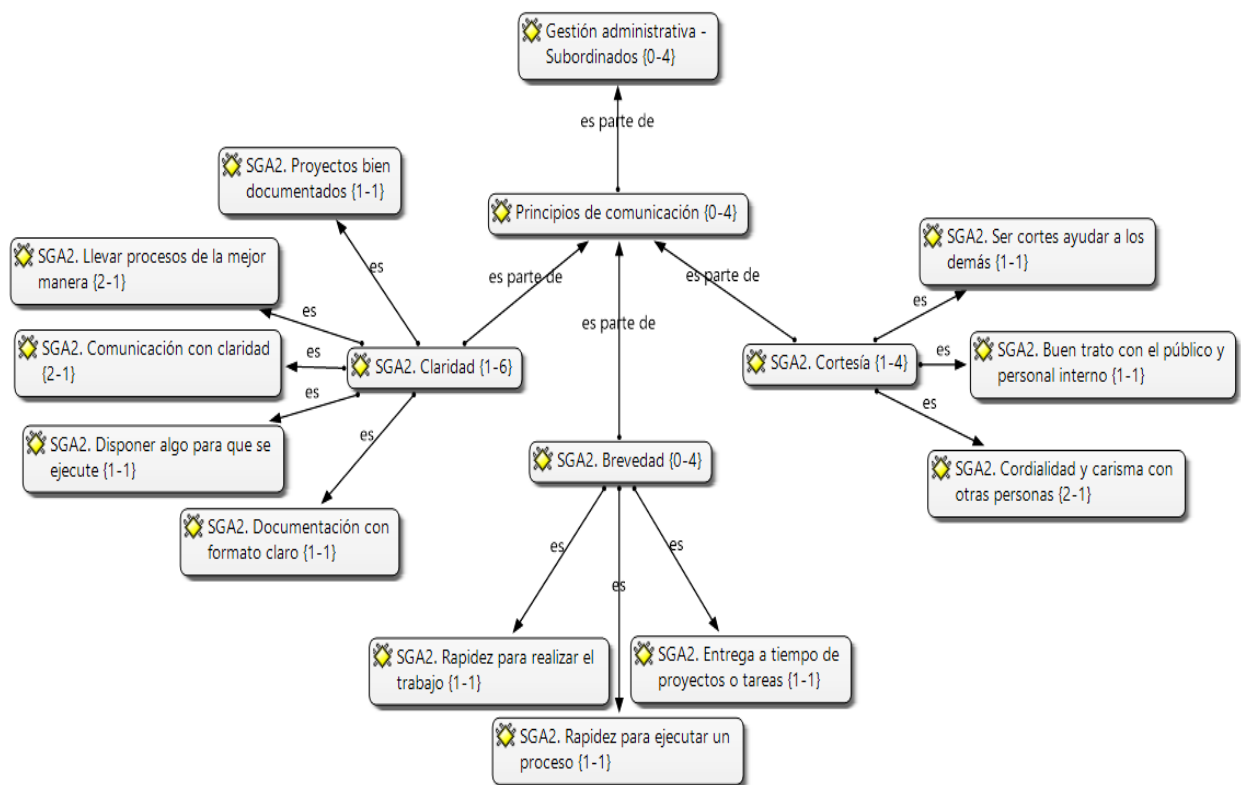 Gestión administrativa -
Subordinados {0-4}
es parte de
SGA2. Proyectos bien
documentados {1-1}
Principios de comunicación {0-4}
SGA2. Ser cortes ayudar a los
demás {1-1}
SGA2. Llevar procesos de la mejor
manera {2-1}
es
es parte de
es parte de
es
es
es parte de
SGA2. Comunicación con claridad
{2-1}
es
SGA2. Claridad {1-6}
SGA2. Cortesía {1-4}
es
SGA2. Buen trato con el público y
personal interno {1-1}
es
es
es
SGA2. Disponer algo para que se
ejecute {1-1}
SGA2. Brevedad {0-4}
SGA2. Cordialidad y carisma con
otras personas {2-1}
SGA2. Documentación con
formato claro {1-1}
es
es
es
SGA2. Rapidez para realizar el
trabajo {1-1}
SGA2. Entrega a tiempo de
proyectos o tareas {1-1}
SGA2. Rapidez para ejecutar un
proceso {1-1}